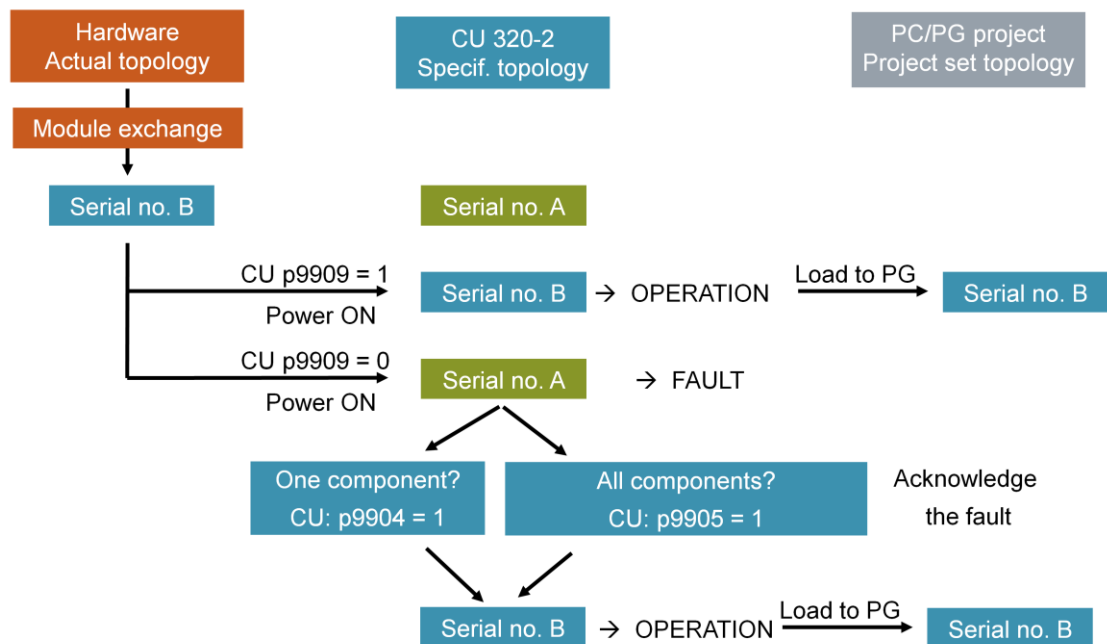 Hardware
Actual topology
CU 320-2
Specif. topology
PC/PG project
Project set topology
Module exchange
Serial no. B
Serial no. A
CU p9909 = 1
Power ON
Serial no. B
→ OPERATION
Load to PG
Serial no. B
CU p9909 = 0
Power ON
Serial no. A
→ FAULT
One component?
CU: p9904 = 1
All components?
CU: p9905 = 1
Acknowledge
the fault
Serial no. B
→ OPERATION
Load to PG
Serial no. B